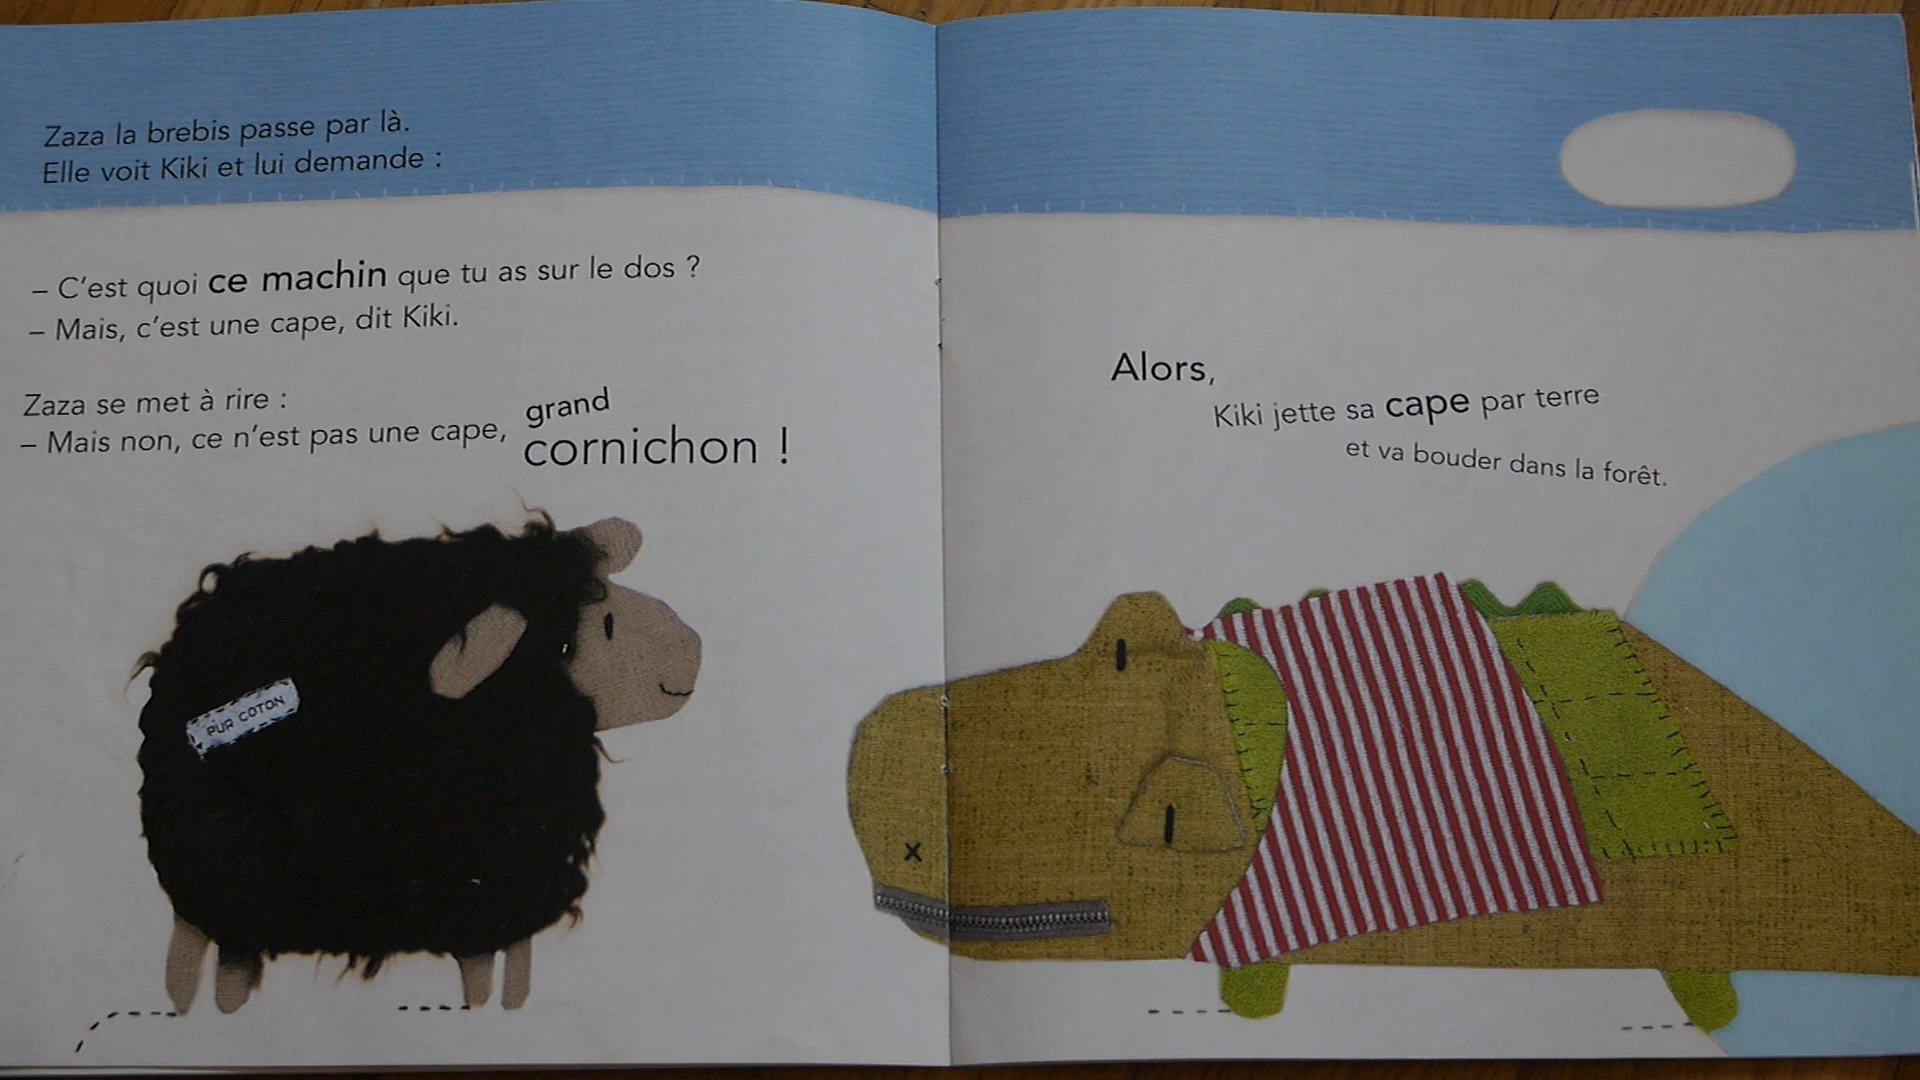 Zaza la brebis passe par là.
Elle voit Kiki et lui demande :
– C'est quoi ce machin que tu as sur le dos ?
– Mais, c'est une cape, dit Kiki.
Zaza se met à rire :
– Mais non, ce n'est pas une cape, grand
cornichon !
PUR COTON
Alors,
Kiki jette sa cape par terre
et va bouder dans la forêt.